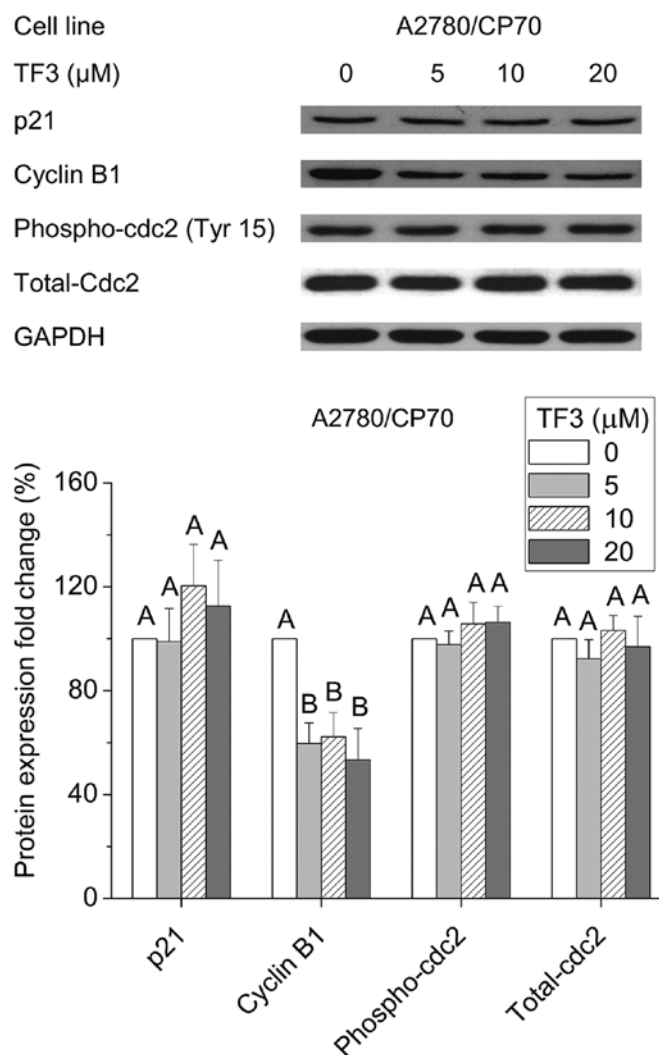 Cell line A2780/CP70
TF3 (µM) 0 5 10 20
p21
Cyclin B1
Phospho-cdc2 (Tyr 15)
Total-Cdc2
GAPDH
A2780/CP70
TF3 (µM)
0
5
10
20
Protein expression fold change (%)
160
120
80
40
0
A A A A
A B B B
A A A A
A A A A
p21
Cyclin B1
Phospho-cdc2
Total-cdc2